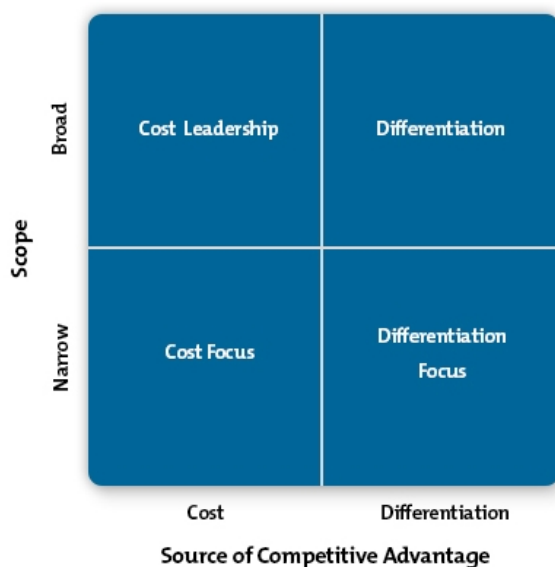 Broad
Cost Leadership
Differentiation
Scope
Narrow
Cost Focus
Differentiation
Focus
Cost
Differentiation
Source of Competitive Advantage